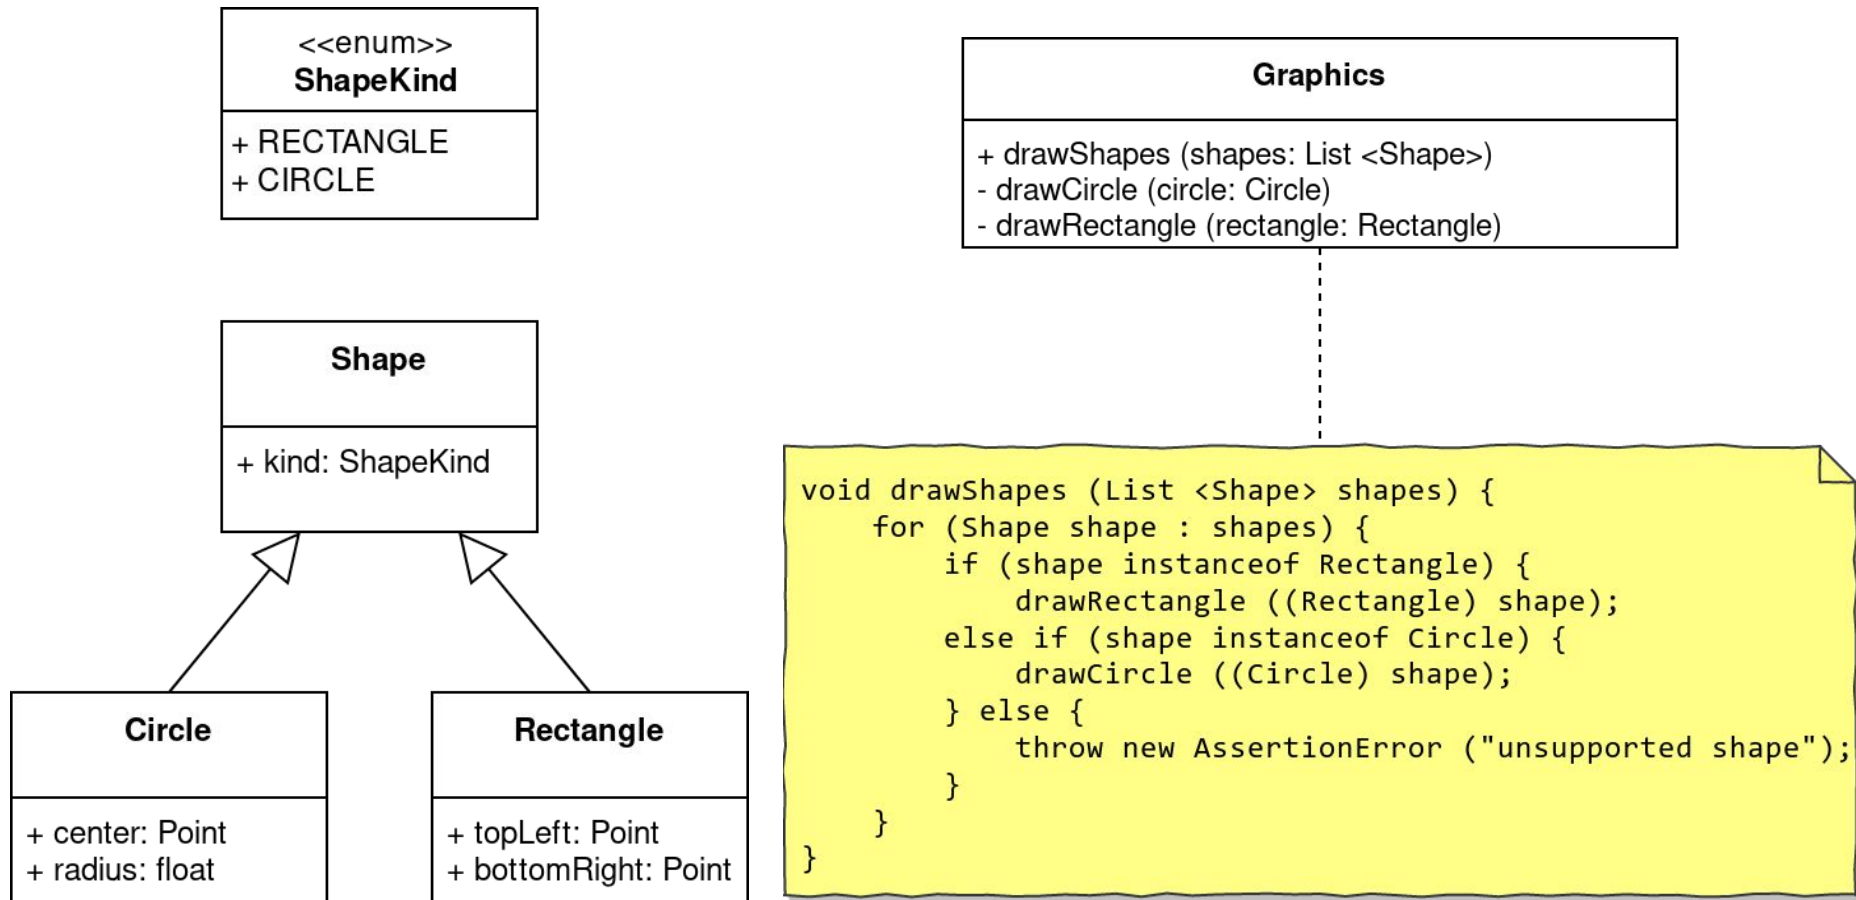 <<enum>>
ShapeKind
+ RECTANGLE
+ CIRCLE
Shape
+ kind: ShapeKind
Circle
+ center: Point
+ radius: float
Rectangle
+ topLeft: Point
+ bottomRight: Point
Graphics
+ drawShapes (shapes: List <Shape>)
- drawCircle (circle: Circle)
- drawRectangle (rectangle: Rectangle)
void drawShapes (List <Shape> shapes) {
    for (Shape shape : shapes) {
        if (shape instanceof Rectangle) {
            drawRectangle ((Rectangle) shape);
        else if (shape instanceof Circle) {
            drawCircle ((Circle) shape);
        } else {
            throw new AssertionError ("unsupported shape");
        }
    }
}